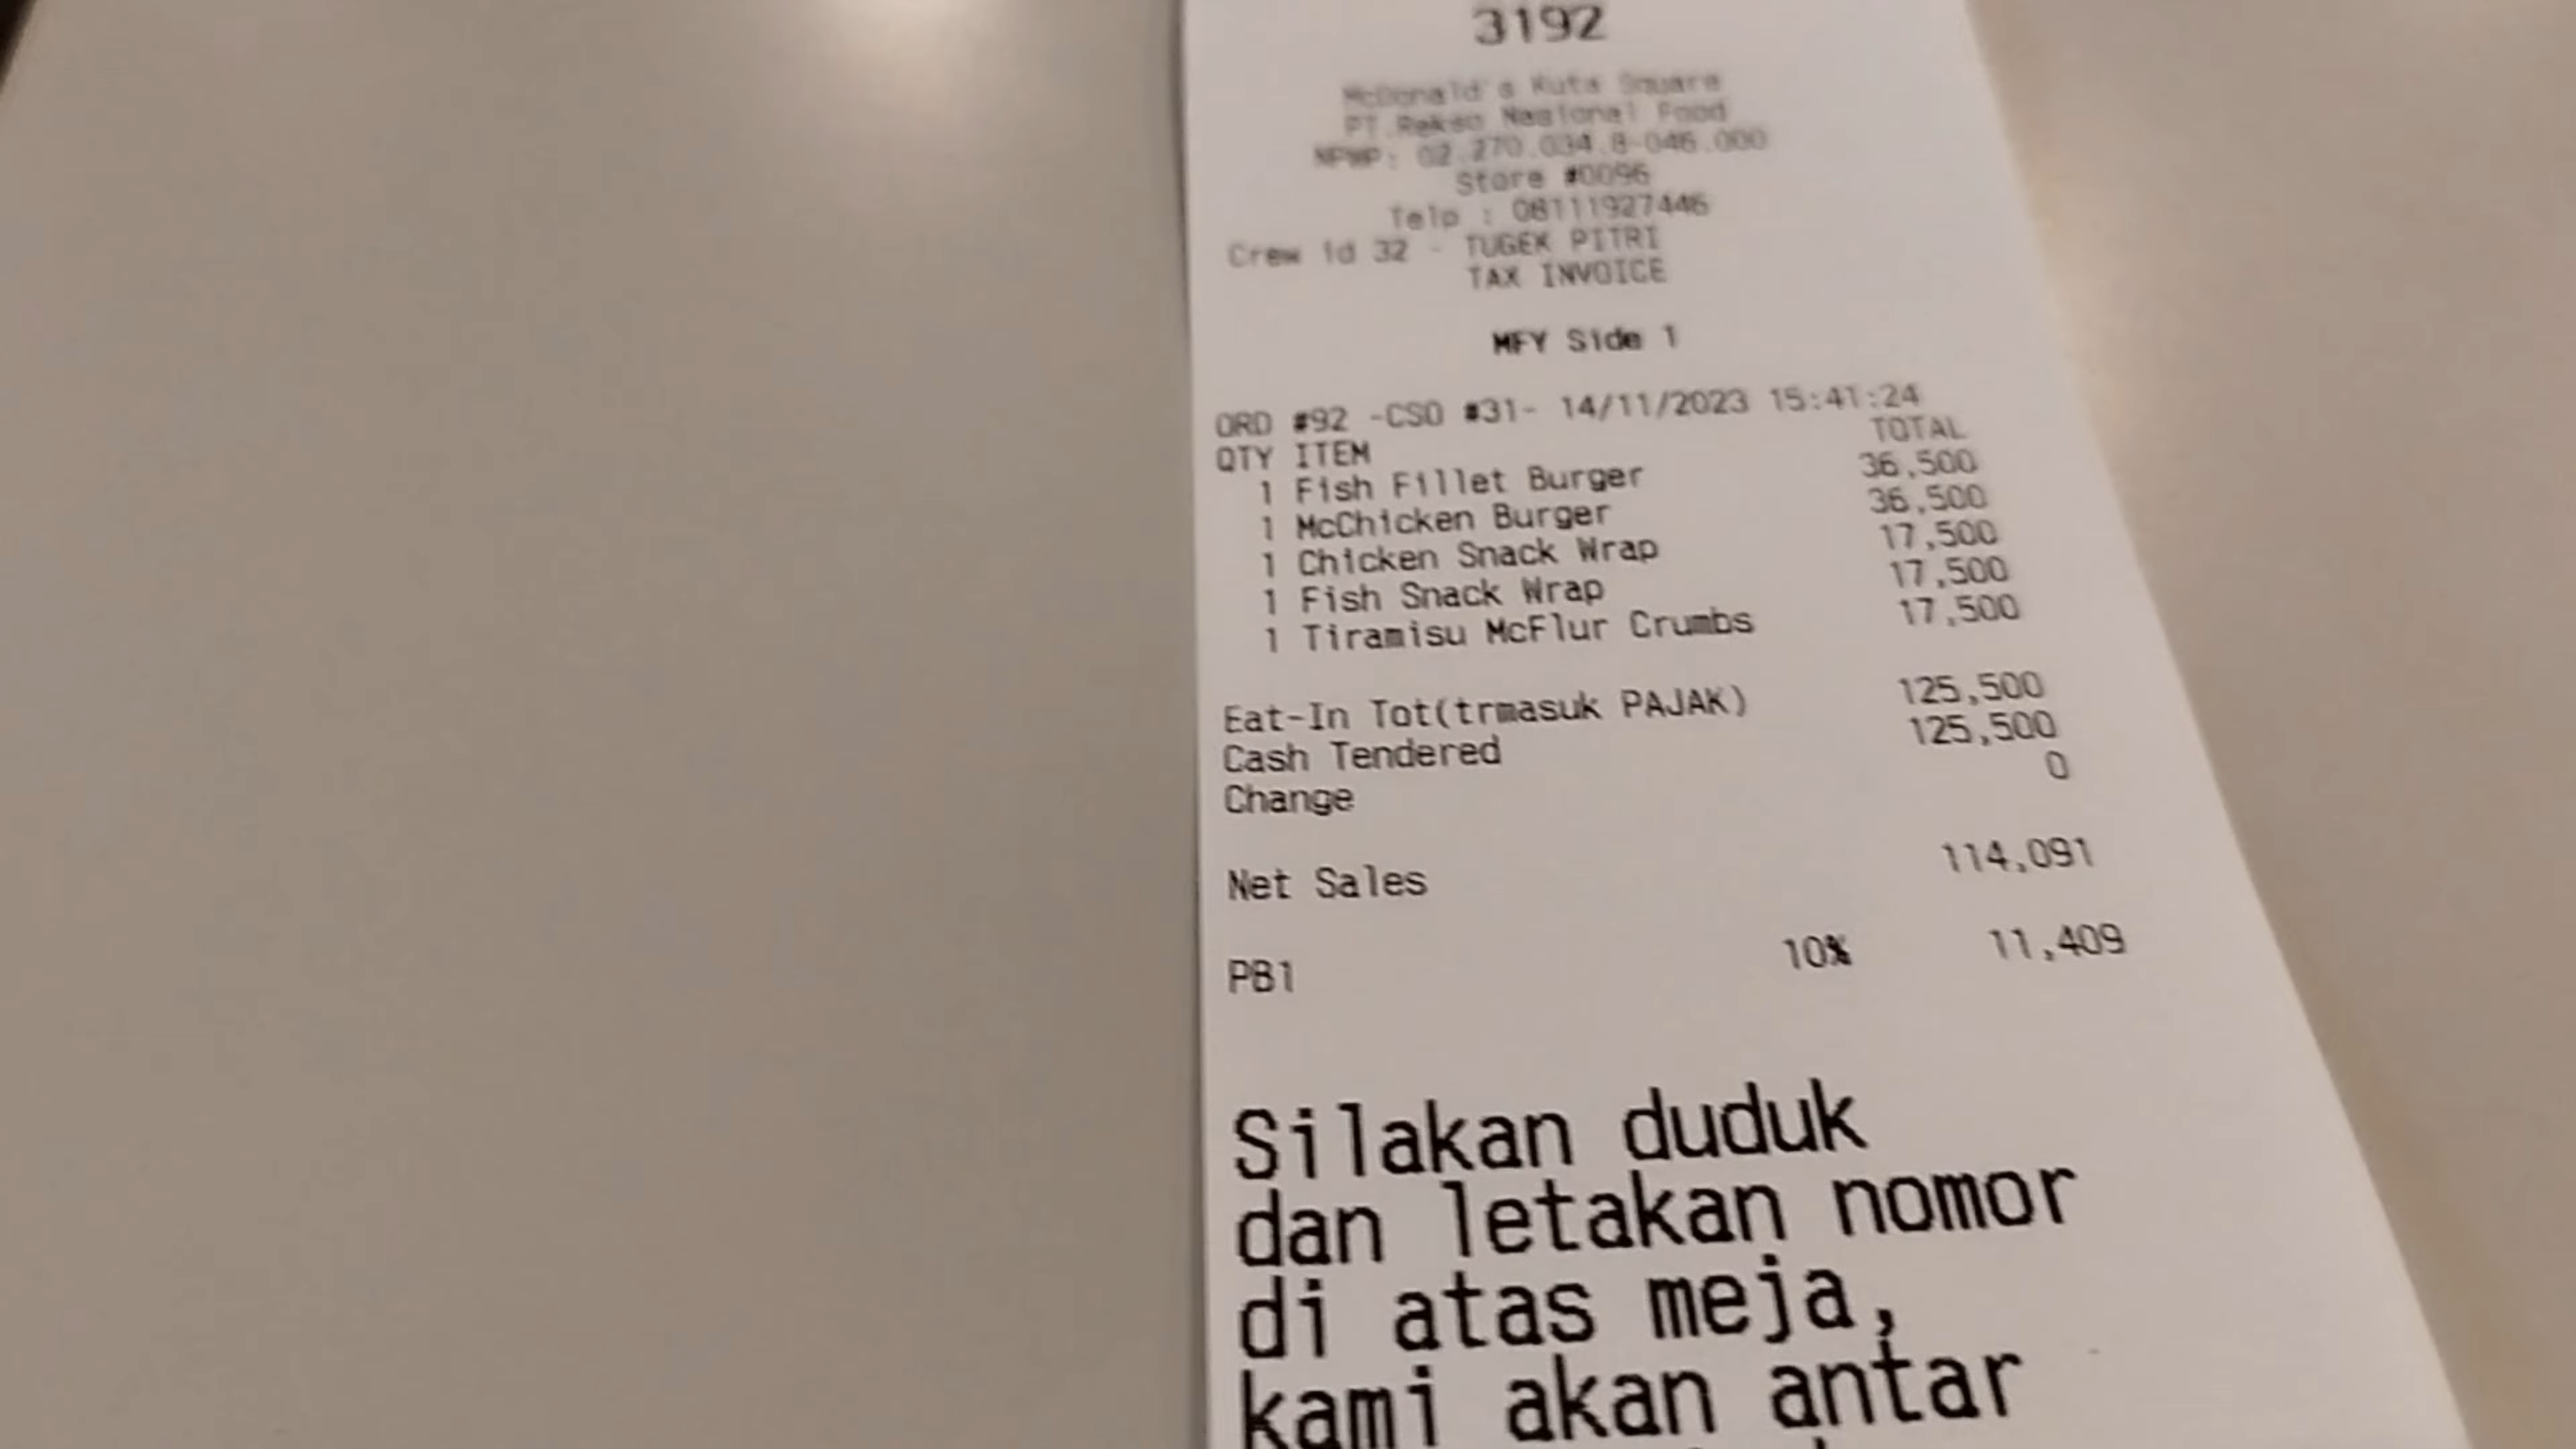 3192
McDonald's Kuta Square
PT.Rekso Nasional Food
NPWP: 02.270.034.8-046.000
Store #0096
Telp : 08111927446
Crew id 32 - TUGEK PITRI
TAX INVOICE
MFY Side 1
ORD #92 -CSO #31- 14/11/2023 15:41:24
QTY ITEM TOTAL
1 Fish Fillet Burger 36,500
1 McChicken Burger 36,500
1 Chicken Snack Wrap 17,500
1 Fish Snack Wrap 17,500
1 Tiramisu McFlur Crumbs 17,500
Eat-In Tot(trmasuk PAJAK) 125,500
Cash Tendered 125,500
Change 0
Net Sales 114,091
PB1 10% 11,409
Silakan duduk
dan letakan nomor
di atas meja,
kami akan antar